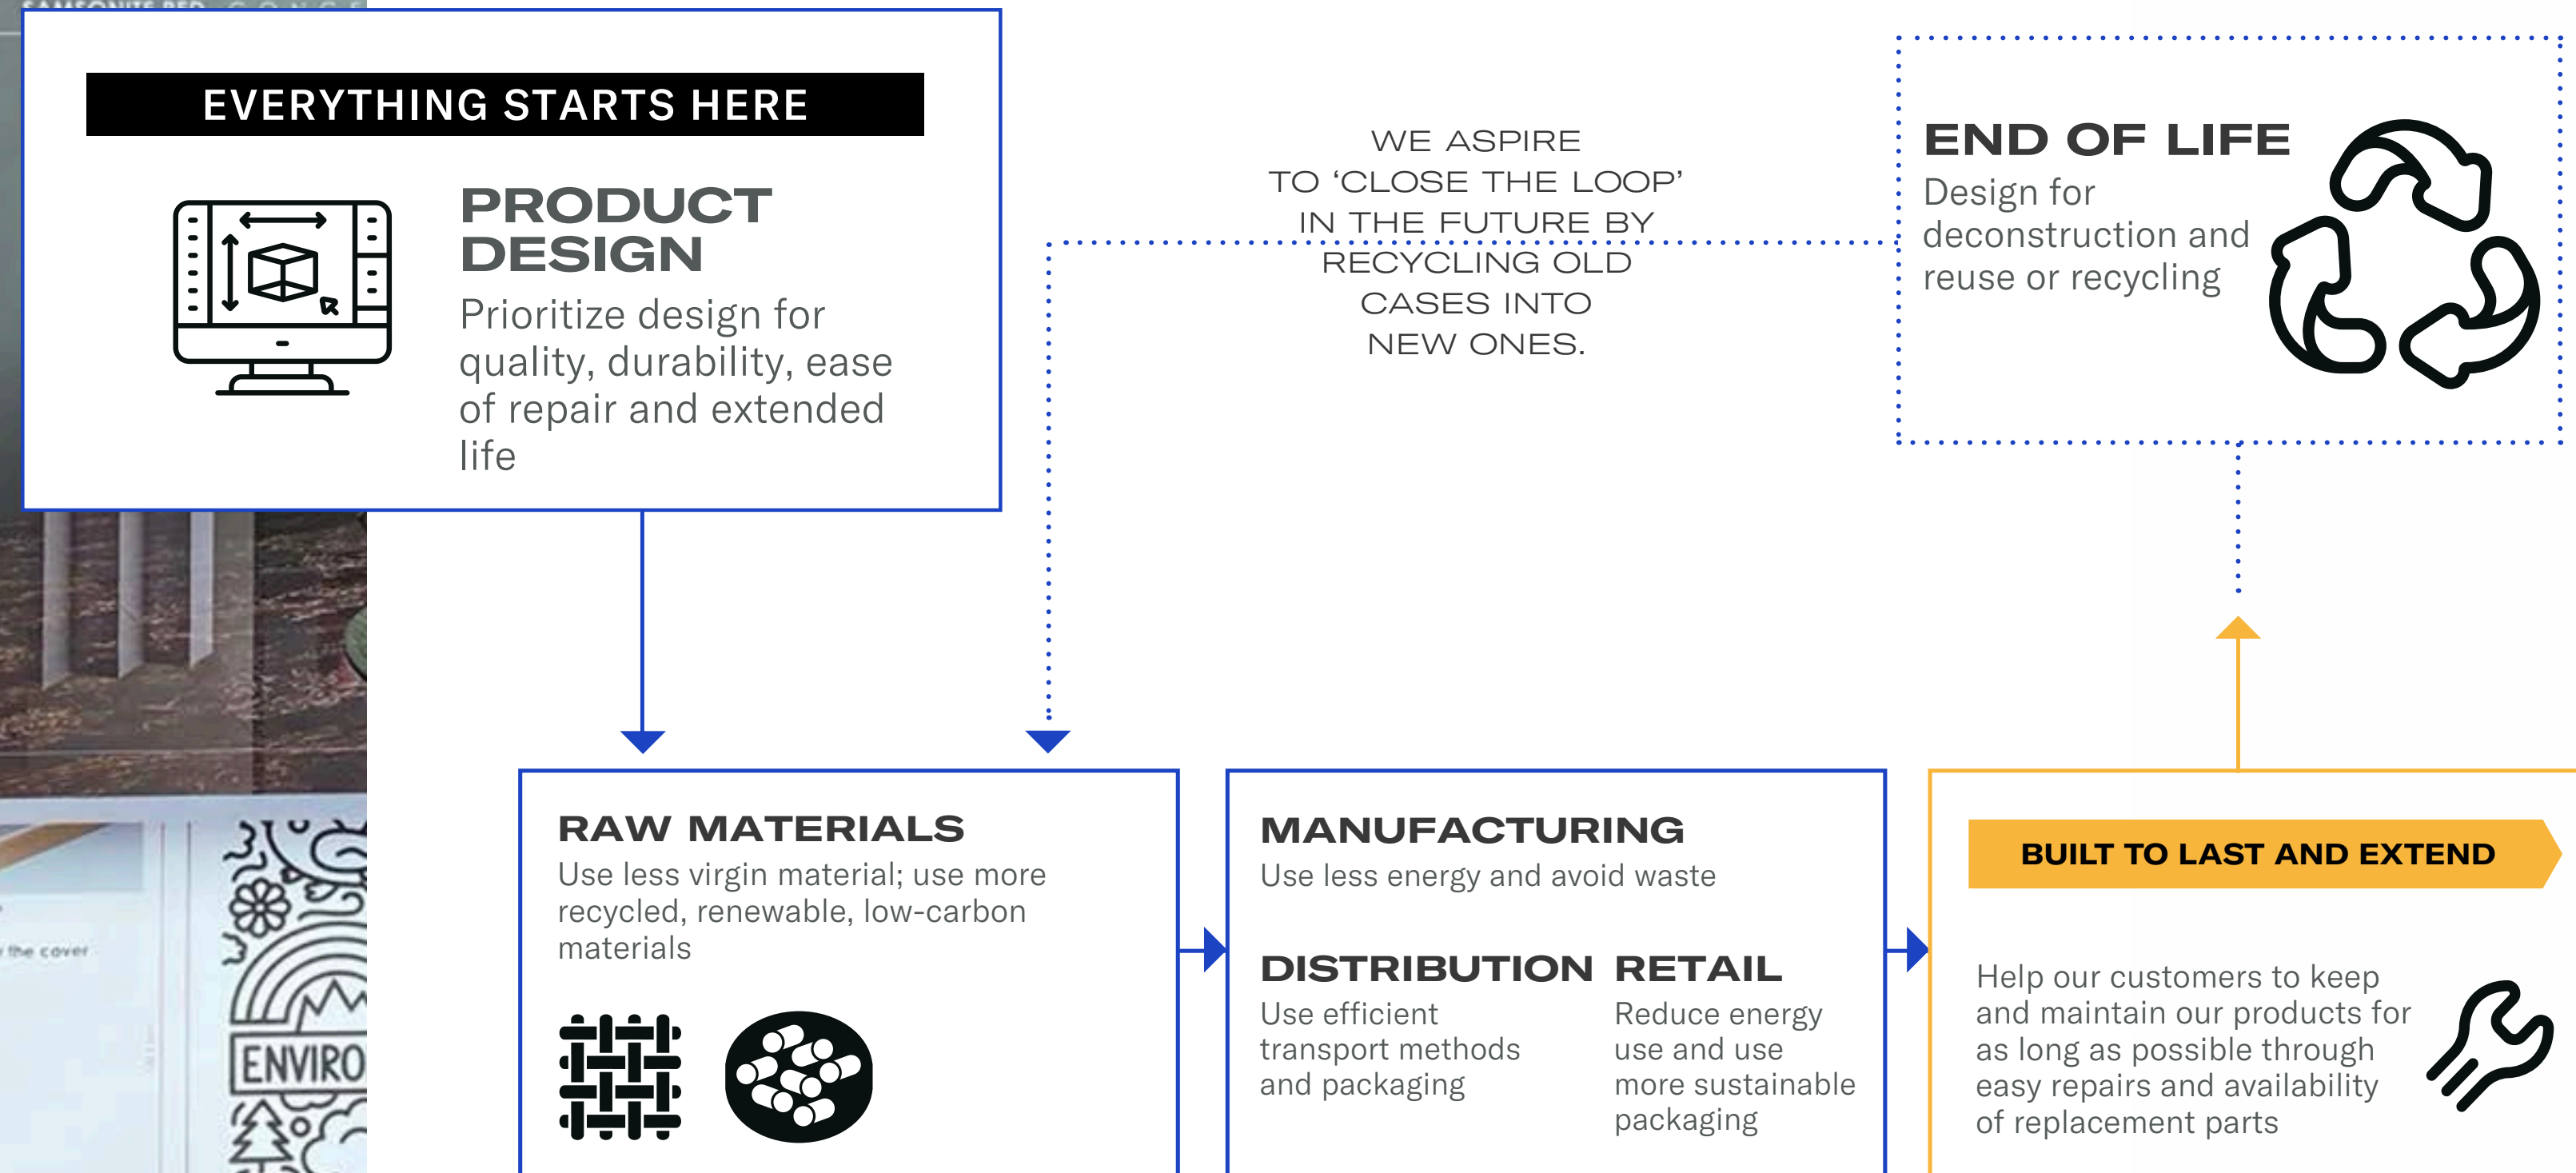 SAMSONITE RED
EVERYTHING STARTS HERE
PRODUCT
DESIGN
Prioritize design for
quality, durability, ease
of repair and extended
life
WE ASPIRE
TO ‘CLOSE THE LOOP’
IN THE FUTURE BY
RECYCLING OLD
CASES INTO
NEW ONES.
END OF LIFE
Design for
deconstruction and
reuse or recycling
RAW MATERIALS
Use less virgin material; use more
recycled, renewable, low-carbon
materials
MANUFACTURING
Use less energy and avoid waste
DISTRIBUTION
Use efficient
transport methods
and packaging
RETAIL
Reduce energy
use and use
more sustainable
packaging
BUILT TO LAST AND EXTEND
Help our customers to keep
and maintain our products for
as long as possible through
easy repairs and availability
of replacement parts
the cover
ENVIRO